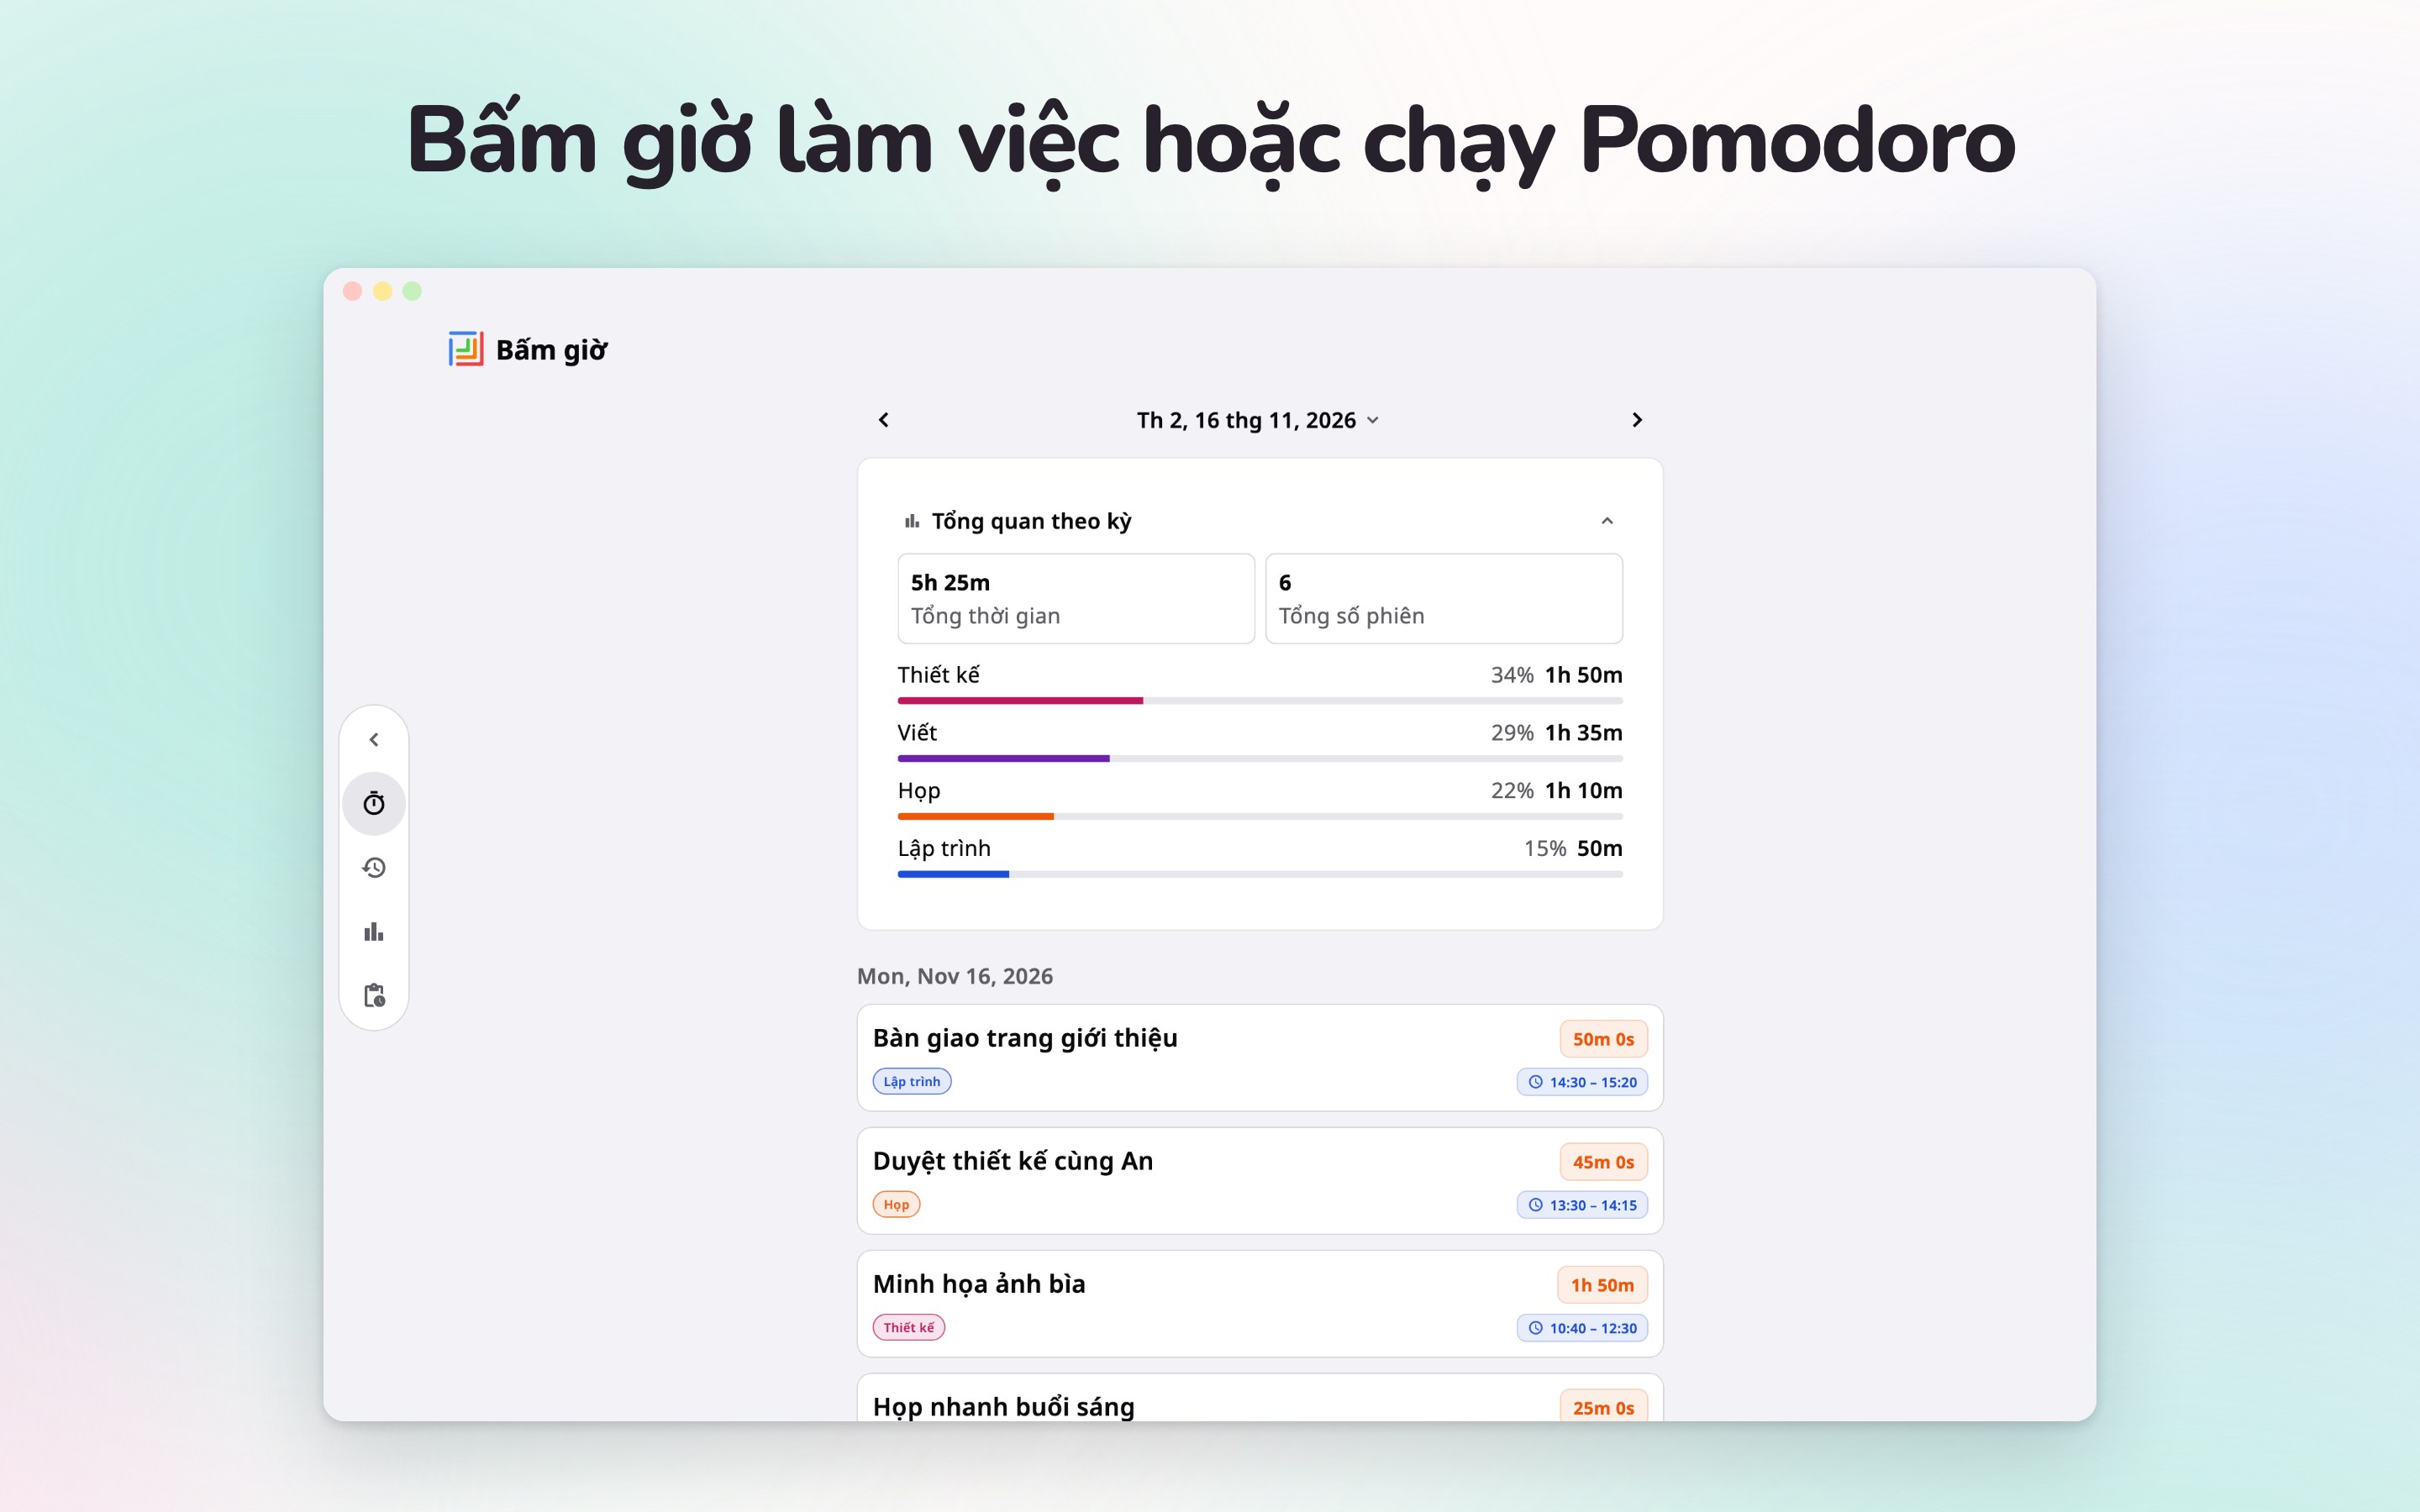 Bấm giờ làm việc hoặc chạy Pomodoro
Bấm giờ
Th 2, 16 thg 11, 2026
Tổng quan theo kỳ
5h 25m
Tổng thời gian
6
Tổng số phiên
Thiết kế 34% 1h 50m
Viết 29% 1h 35m
Họp 22% 1h 10m
Lập trình 15% 50m
Mon, Nov 16, 2026
Bàn giao trang giới thiệu 50m 0s
Lập trình 14:30 – 15:20
Duyệt thiết kế cùng An 45m 0s
Họp 13:30 – 14:15
Minh họa ảnh bìa 1h 50m
Thiết kế 10:40 – 12:30
Họp nhanh buổi sáng 25m 0s